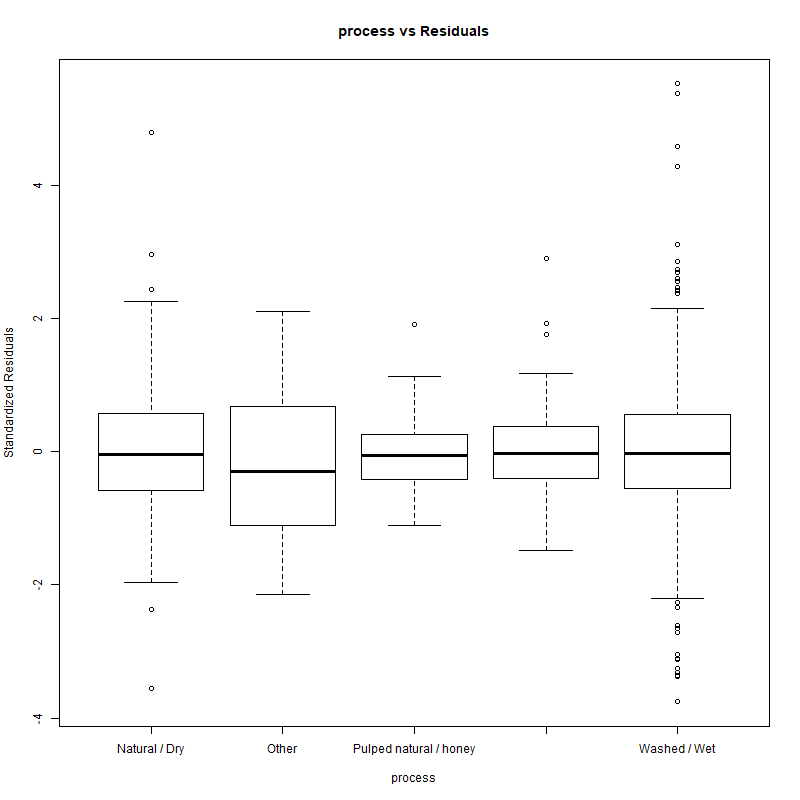 process vs Residuals
Standardized Residuals
4
2
0
-2
-4
Natural / Dry
Other
Pulped natural / honey
Washed / Wet
process